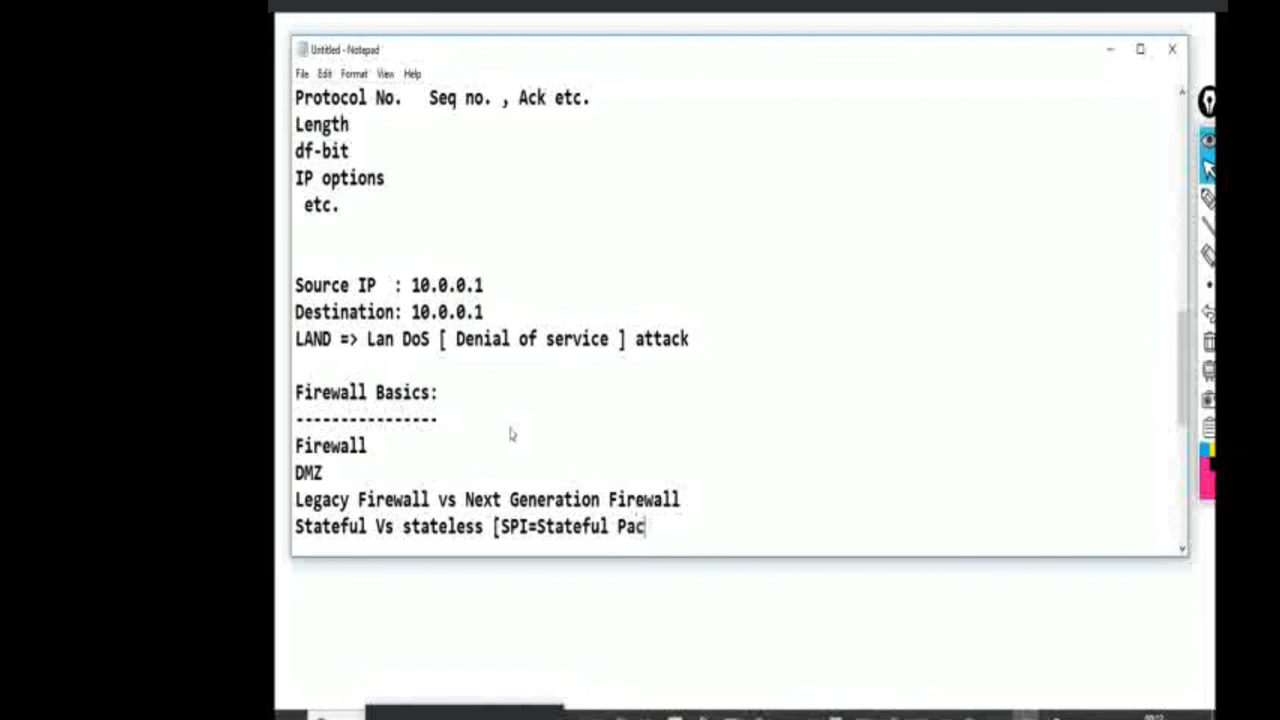 Untitled - Notepad
File Edit Format View Help
Protocol No. Seq no. , Ack etc.
Length
df-bit
IP options
etc.
Source IP : 10.0.0.1
Destination: 10.0.0.1
LAND => Lan DoS [ Denial of service ] attack
Firewall Basics:
----------------
Firewall
DMZ
Legacy Firewall vs Next Generation Firewall
Stateful Vs stateless [SPI=Stateful Pac